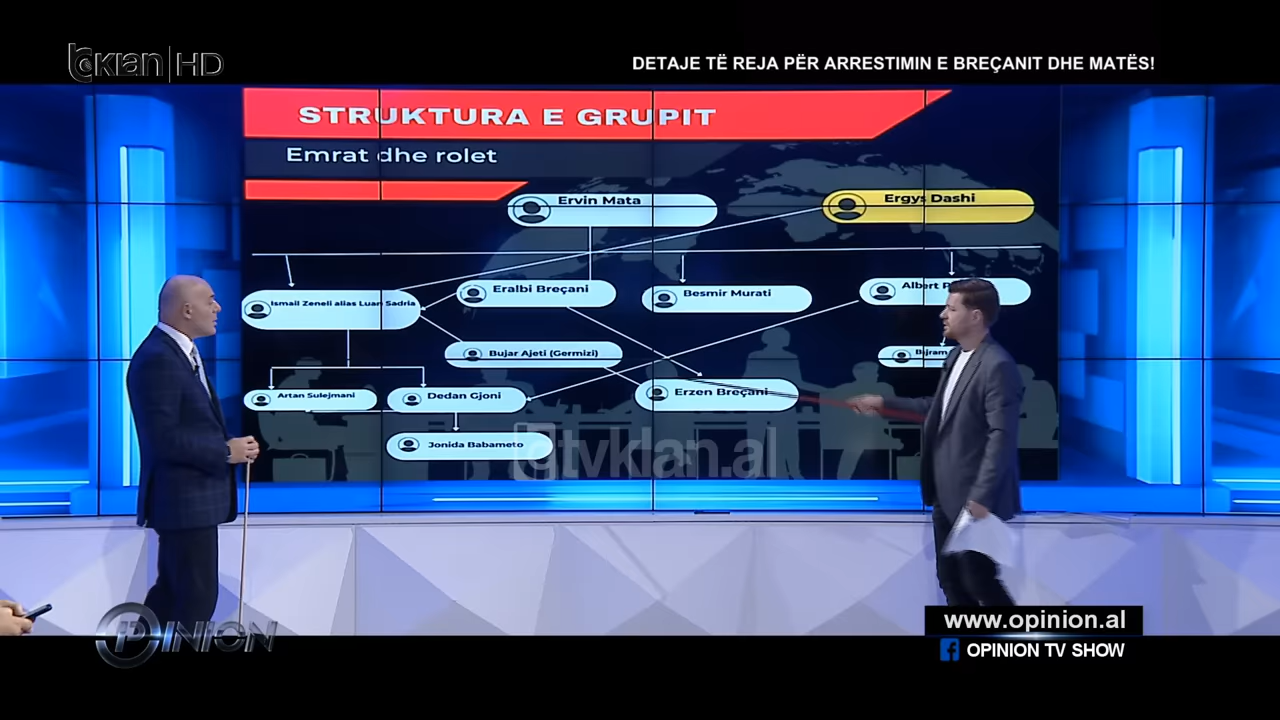 tvklan HD
DETAJE TË REJA PËR ARRESTIMIN E BREÇANIT DHE MATËS!
STRUKTURA E GRUPIT
Emrat dhe rolet
Ervin Mata
Ergys Dashi
Ismail Zeneli alias Luan Sadria
Eralbi Breçani
Besmir Murati
Albert
Bujar Ajeti (Germizi)
Artan Sulejmani
Dedan Gjoni
Erzen Breçani
Jonida Babameto
tvklan.al
OPINION
www.opinion.al
OPINION TV SHOW